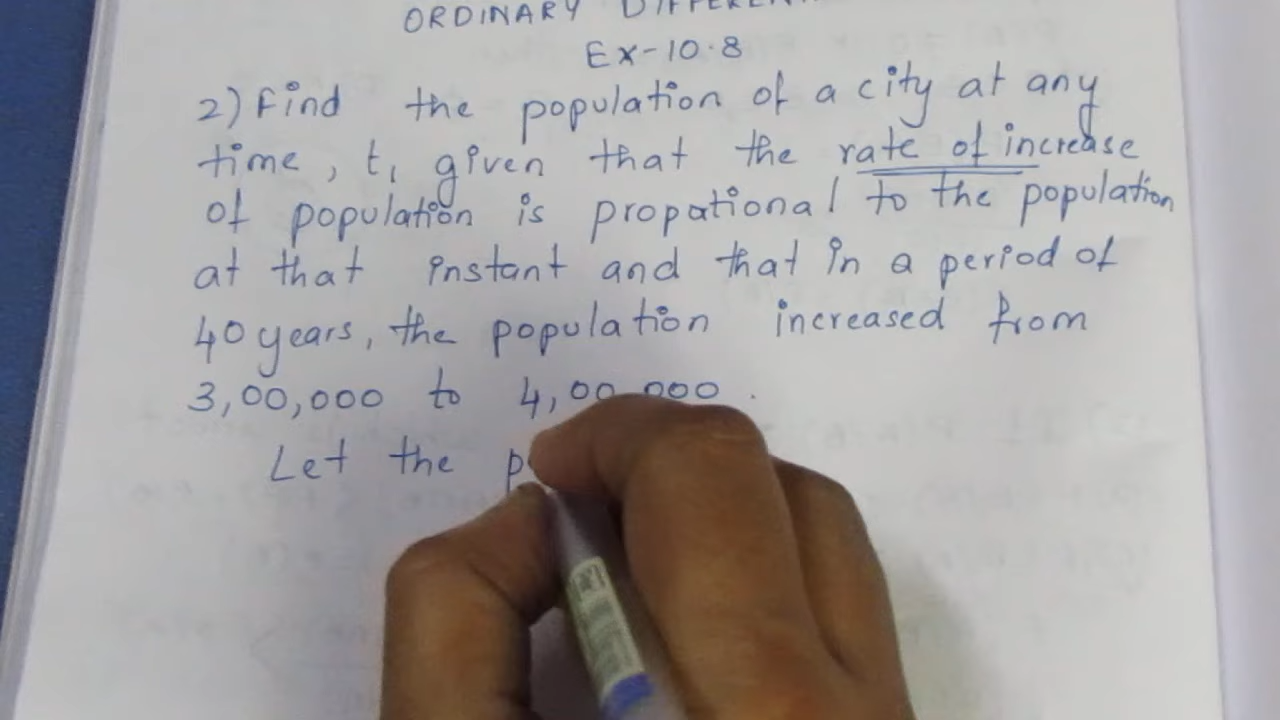 ORDINARY
Ex-10.8
2) Find the population of a city at any
time, t, given that the rate of increase
of population is propational to the population
at that instant and that in a period of
40 years, the population increased from
3,00,000 to 4,00,000.
Let the